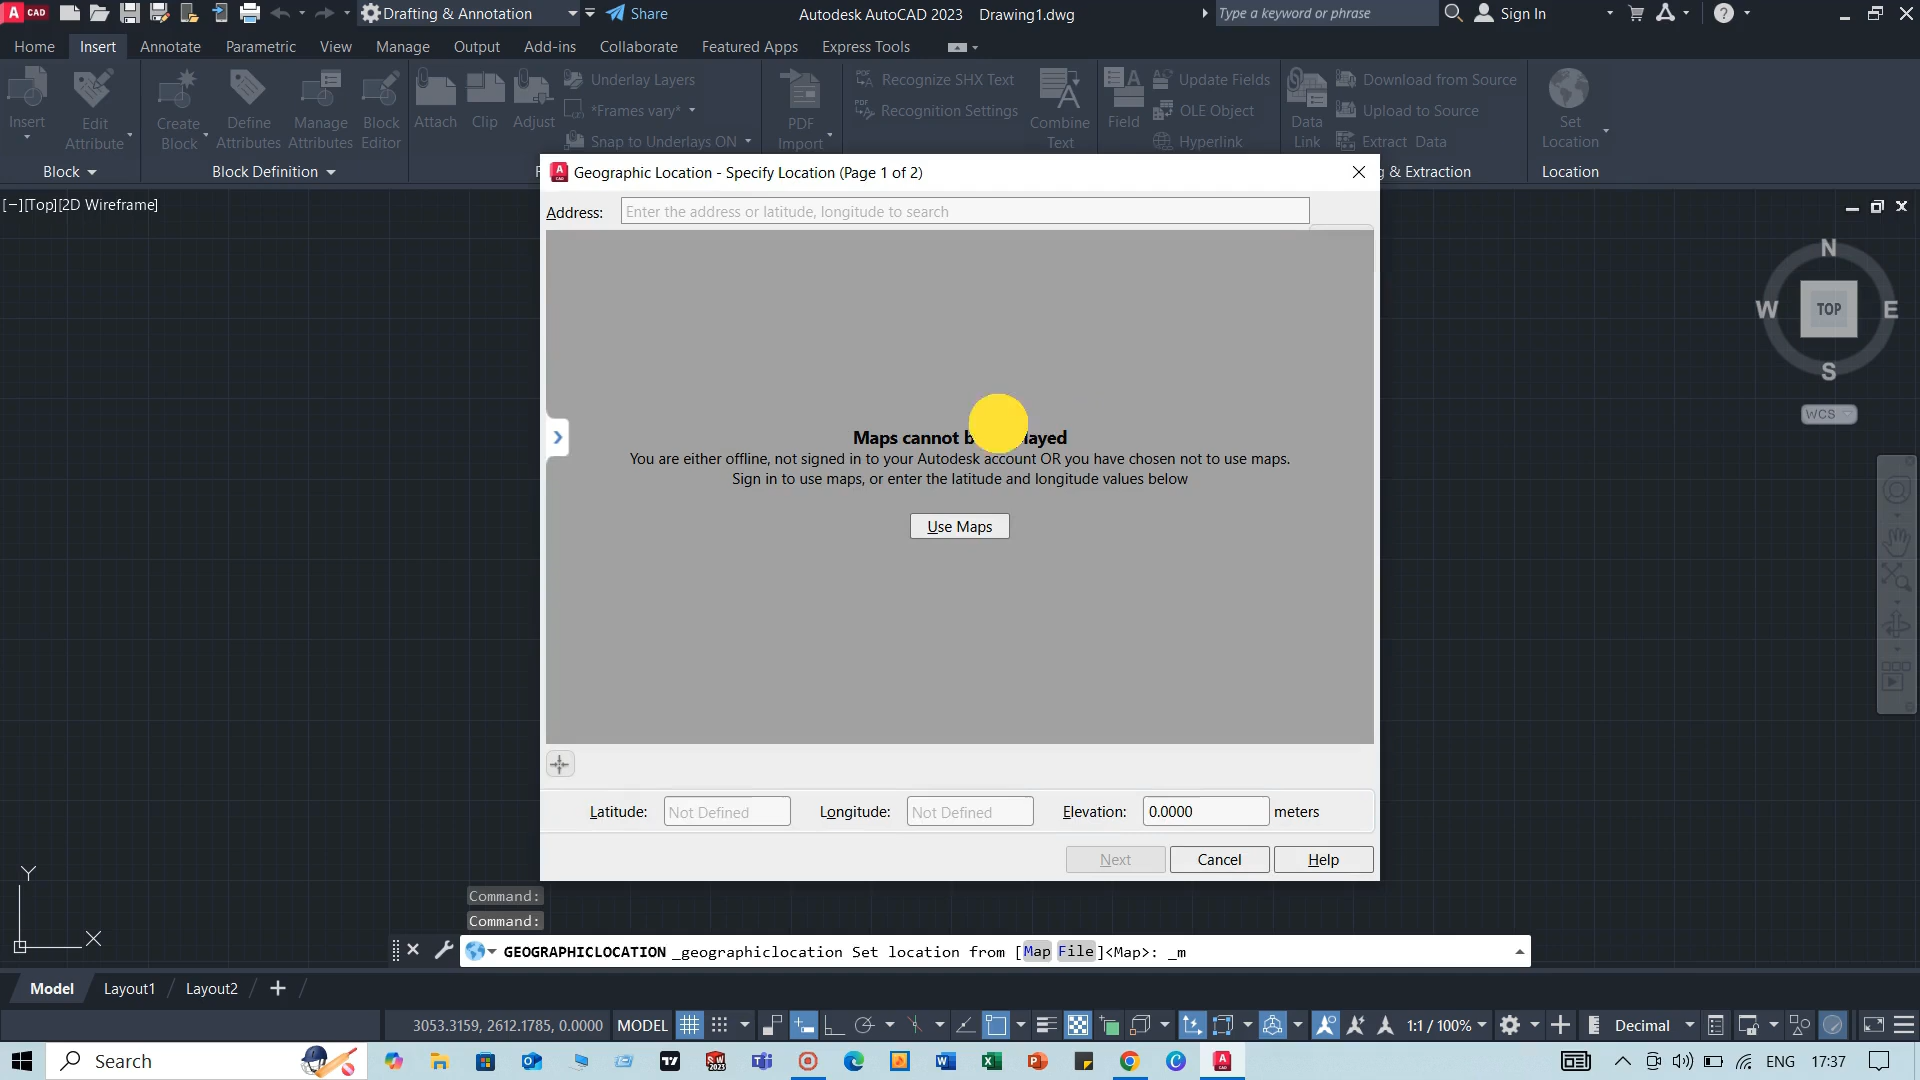 A CAD
Drafting & Annotation
Share
Autodesk AutoCAD 2023 Drawing1.dwg
Type a keyword or phrase
Sign In
?
Home Insert Annotate Parametric View Manage Output Add-ins Collaborate Featured Apps Express Tools
Insert
Edit Attribute
Create Block
Define Attributes
Manage Attributes
Block Editor
Attach
Clip
Adjust
Underlay Layers
*Frames vary*
Snap to Underlays ON
PDF Import
Recognize SHX Text
Recognition Settings
Combine Text
Field
Update Fields
OLE Object
Hyperlink
Data Link
Download from Source
Upload to Source
Extract Data
Set Location
Block
Block Definition
& Extraction
Location
[−][Top][2D Wireframe]
Geographic Location - Specify Location (Page 1 of 2)
Address: Enter the address or latitude, longitude to search
Maps cannot b ayed
You are either offline, not signed in to your Autodesk account OR you have chosen not to use maps.
Sign in to use maps, or enter the latitude and longitude values below
Use Maps
Latitude: Not Defined Longitude: Not Defined Elevation: 0.0000 meters
Next Cancel Help
N
W TOP E
S
WCS
Y
X
Command:
Command:
GEOGRAPHICLOCATION _geographiclocation Set location from [Map File]<Map>: _m
Model Layout1 Layout2 +
3053.3159, 2612.1785, 0.0000 MODEL 1:1 / 100% Decimal
Search
ENG 17:37